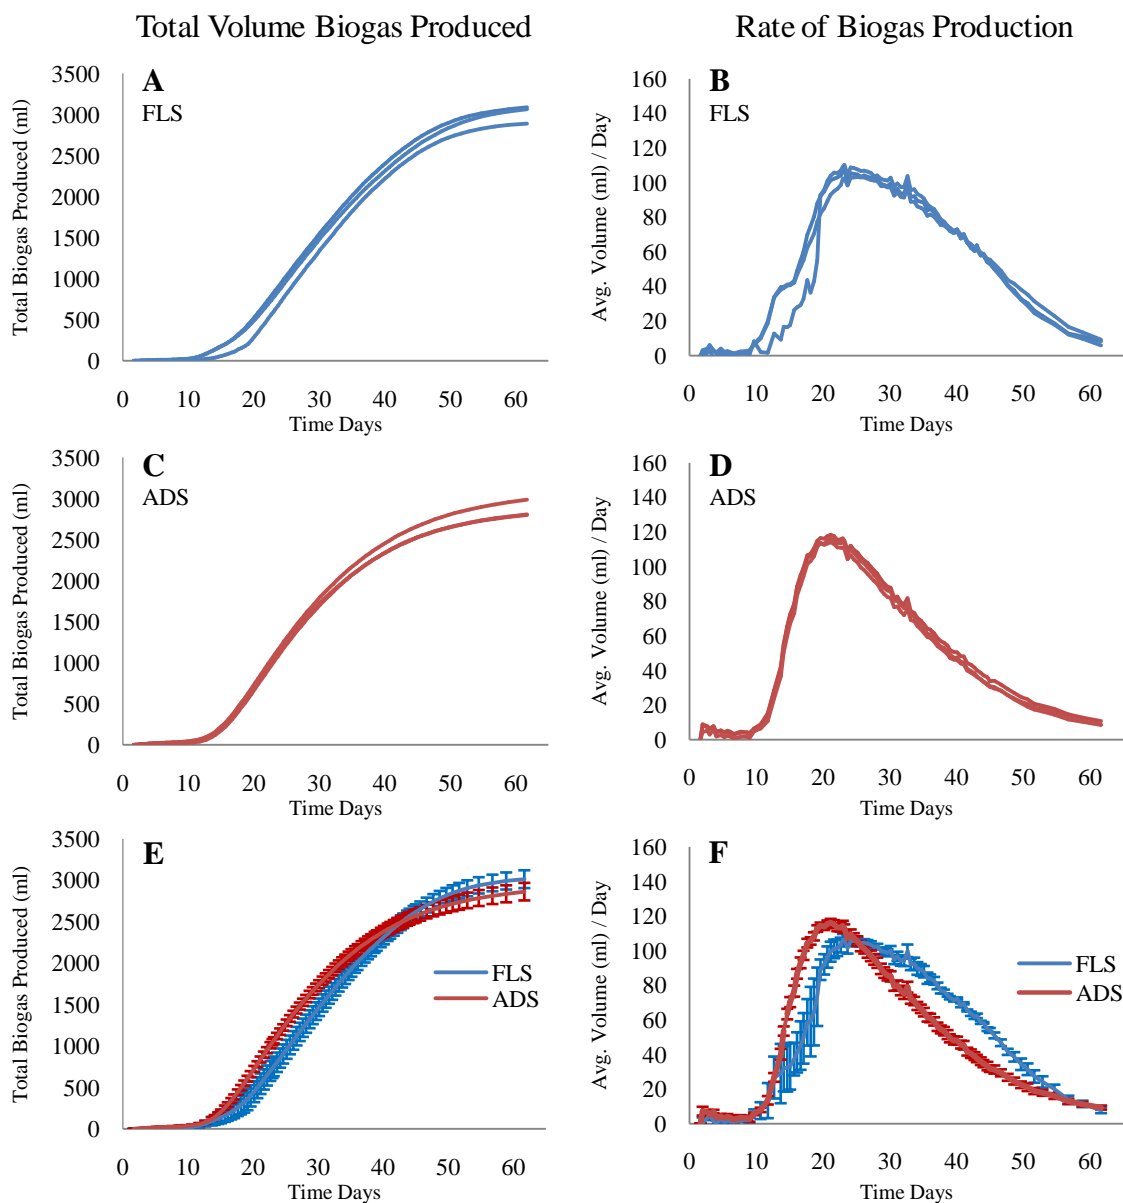 Total Volume Biogas Produced
Rate of Biogas Production
A
FLS
Total Biogas Produced (ml)
3500
3000
2500
2000
1500
1000
500
0
0 10 20 30 40 50 60
Time Days
B
FLS
Avg. Volume (ml) / Day
160
140
120
100
80
60
40
20
0
0 10 20 30 40 50 60
Time Days
C
ADS
Total Biogas Produced (ml)
3500
3000
2500
2000
1500
1000
500
0
0 10 20 30 40 50 60
Time Days
D
ADS
Avg. Volume (ml) / Day
160
140
120
100
80
60
40
20
0
0 10 20 30 40 50 60
Time Days
E
Total Biogas Produced (ml)
3500
3000
2500
2000
1500
1000
500
0
FLS
ADS
0 10 20 30 40 50 60
Time Days
F
Avg. Volume (ml) / Day
160
140
120
100
80
60
40
20
0
FLS
ADS
0 10 20 30 40 50 60
Time Days